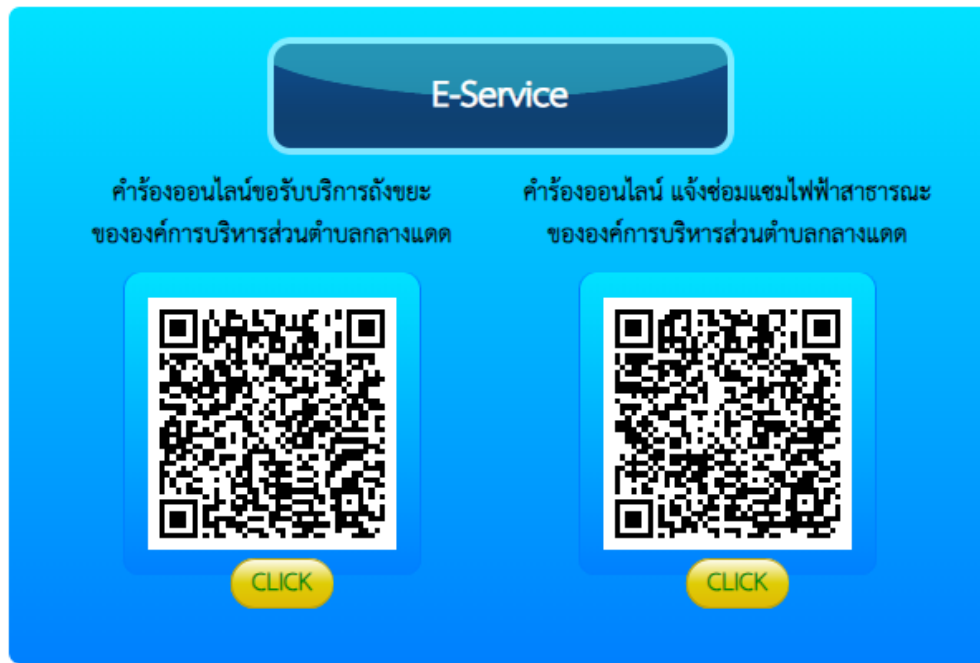 E-Service
คำร้องออนไลน์ขอรับบริการถังขยะ
ขององค์การบริหารส่วนตำบลกลางแดด
คำร้องออนไลน์ แจ้งซ่อมแซมไฟฟ้าสาธารณะ
ขององค์การบริหารส่วนตำบลกลางแดด
CLICK
CLICK